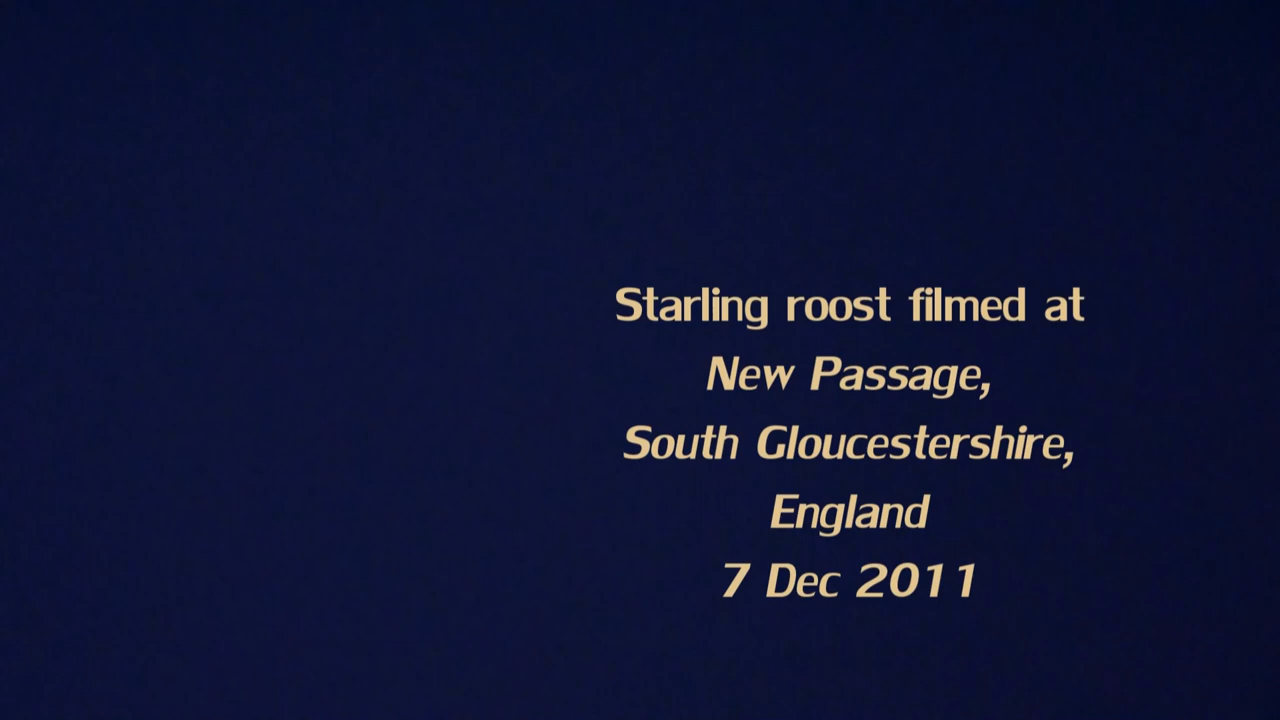 Starling roost filmed at
New Passage,
South Gloucestershire,
England
7 Dec 2011